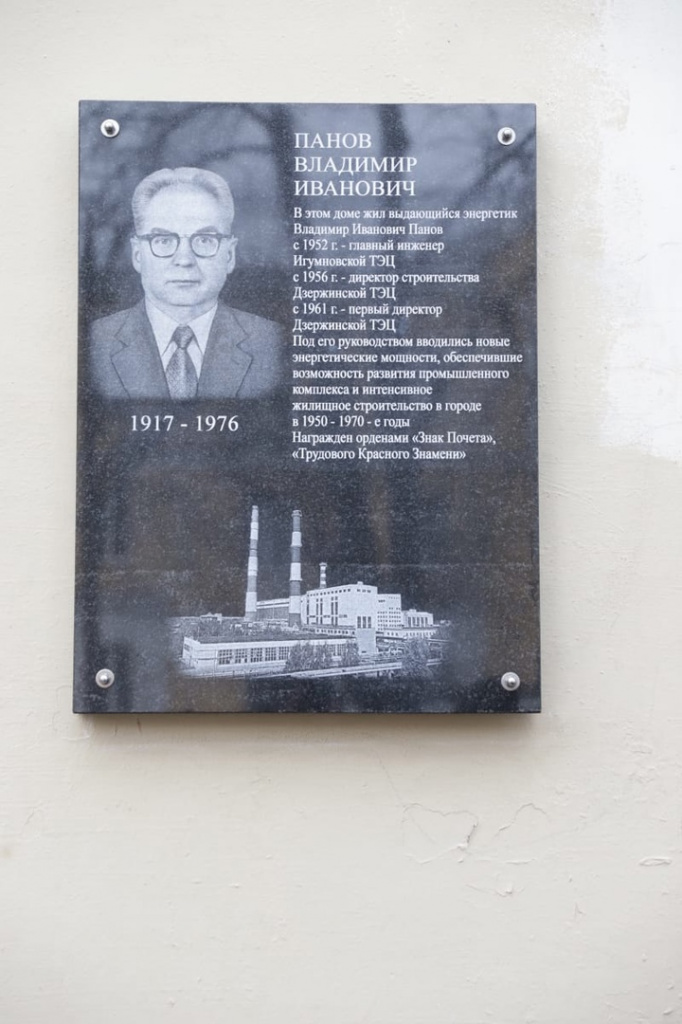 ПАНОВ
ВЛАДИМИР
ИВАНОВИЧ
В этом доме жил выдающийся энергетик
Владимир Иванович Панов
с 1952 г. - главный инженер
Игумновской ТЭЦ
с 1956 г. - директор строительства
Дзержинской ТЭЦ
с 1961 г. - первый директор
Дзержинской ТЭЦ
Под его руководством вводились новые
энергетические мощности, обеспечившие
возможность развития промышленного
комплекса и интенсивное
жилищное строительство в городе
в 1950 - 1970 - е годы
Награжден орденами «Знак Почета»,
«Трудового Красного Знамени»
1917 - 1976